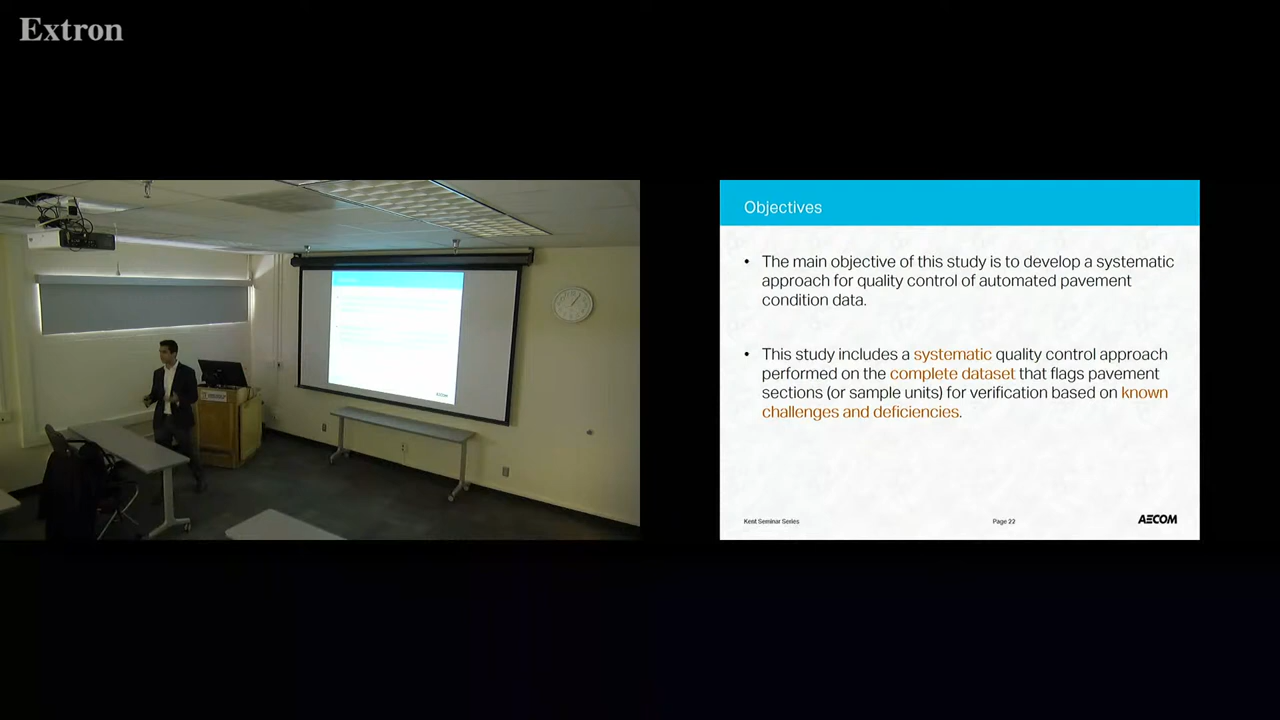 Extron
Objectives
• The main objective of this study is to develop a systematic
approach for quality control of automated pavement
condition data.
• This study includes a systematic quality control approach
performed on the complete dataset that flags pavement
sections (or sample units) for verification based on known
challenges and deficiencies.
Kent Seminar Series
Page 22
AECOM